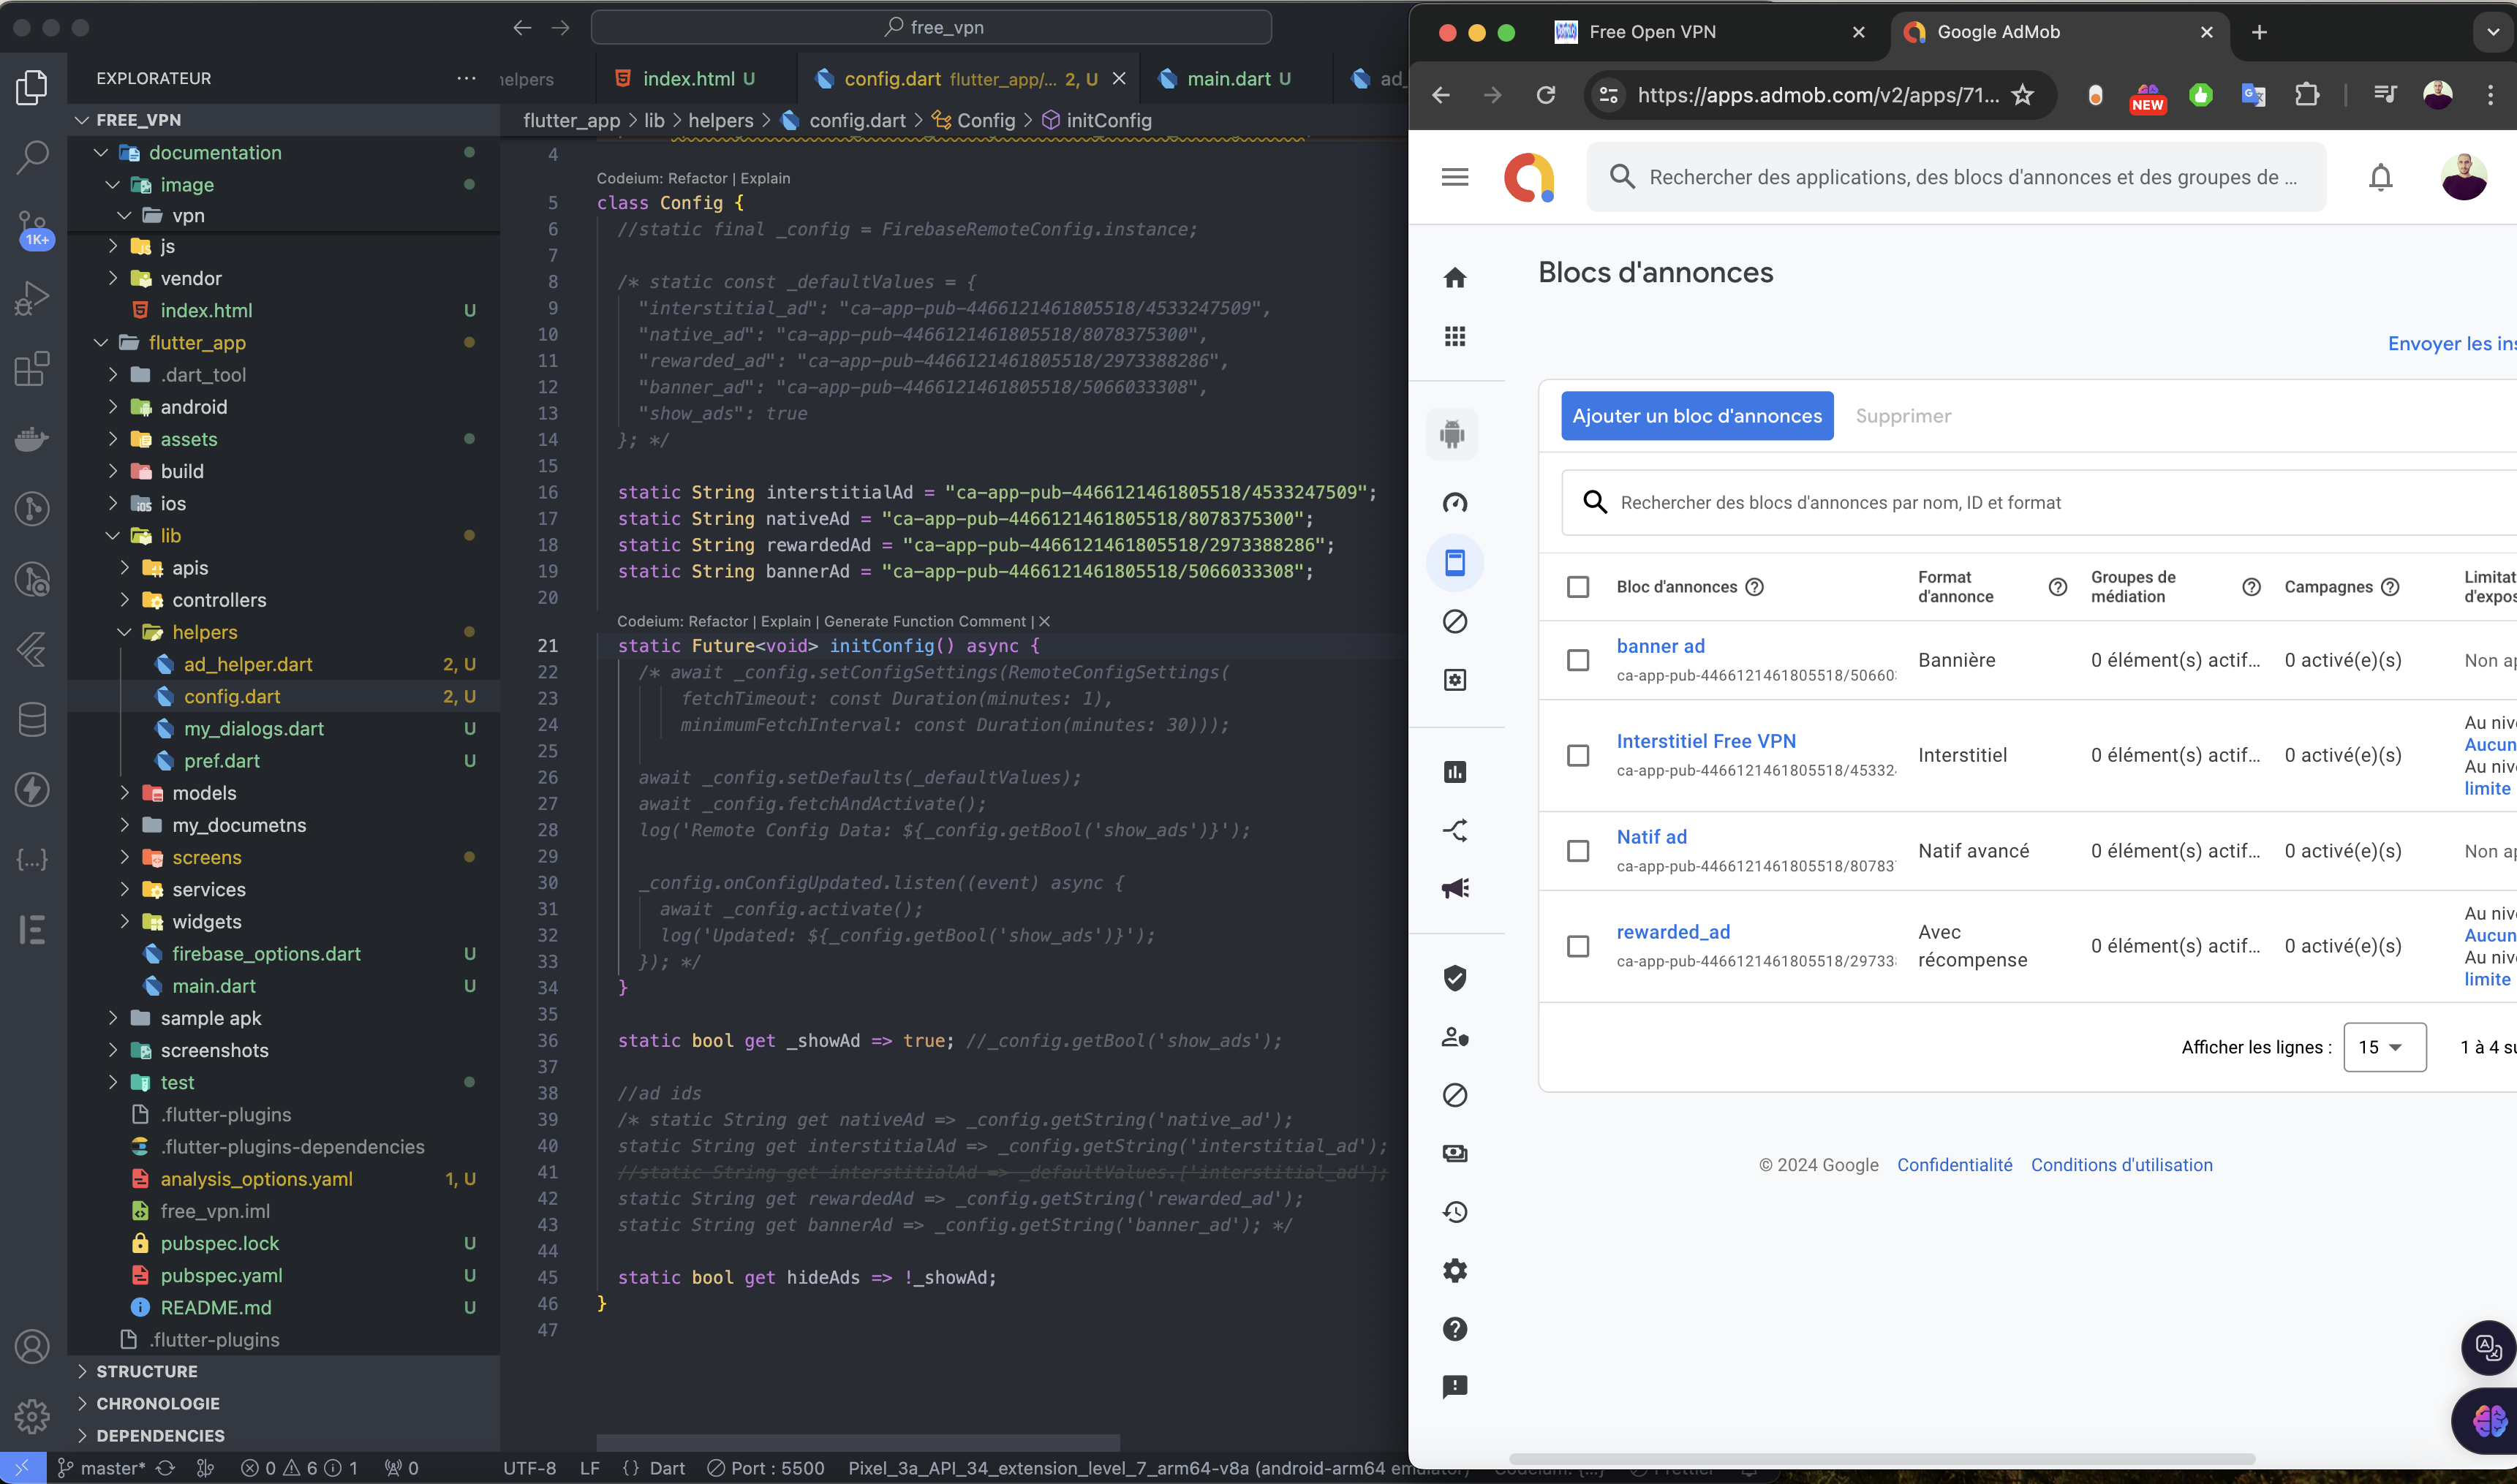 free_vpn
EXPLORATEUR
FREE_VPN
documentation
image
vpn
js
vendor
index.html U
flutter_app
.dart_tool
android
assets
build
ios
lib
apis
controllers
helpers
ad_helper.dart 2, U
config.dart 2, U
my_dialogs.dart U
pref.dart U
models
my_documetns
screens
services
widgets
firebase_options.dart U
main.dart U
sample apk
screenshots
test
.flutter-plugins
.flutter-plugins-dependencies
analysis_options.yaml 1, U
free_vpn.iml
pubspec.lock U
pubspec.yaml U
README.md U
.flutter-plugins
STRUCTURE
CHRONOLOGIE
DEPENDENCIES
1K+
helpers
index.html U
config.dart flutter_app/... 2, U
main.dart U
ad_
flutter_app > lib > helpers > config.dart > Config > initConfig
4
Codeium: Refactor | Explain
5 class Config {
6 //static final _config = FirebaseRemoteConfig.instance;
7
8 /* static const _defaultValues = {
9 "interstitial_ad": "ca-app-pub-4466121461805518/4533247509",
10 "native_ad": "ca-app-pub-4466121461805518/8078375300",
11 "rewarded_ad": "ca-app-pub-4466121461805518/2973388286",
12 "banner_ad": "ca-app-pub-4466121461805518/5066033308",
13 "show_ads": true
14 }; */
15
16 static String interstitialAd = "ca-app-pub-4466121461805518/4533247509";
17 static String nativeAd = "ca-app-pub-4466121461805518/8078375300";
18 static String rewardedAd = "ca-app-pub-4466121461805518/2973388286";
19 static String bannerAd = "ca-app-pub-4466121461805518/5066033308";
20
Codeium: Refactor | Explain | Generate Function Comment | X
21 static Future<void> initConfig() async {
22 /* await _config.setConfigSettings(RemoteConfigSettings(
23 fetchTimeout: const Duration(minutes: 1),
24 minimumFetchInterval: const Duration(minutes: 30)));
25
26 await _config.setDefaults(_defaultValues);
27 await _config.fetchAndActivate();
28 log('Remote Config Data: ${_config.getBool('show_ads')}');
29
30 _config.onConfigUpdated.listen((event) async {
31 await _config.activate();
32 log('Updated: ${_config.getBool('show_ads')}');
33 }); */
34 }
35
36 static bool get _showAd => true; //_config.getBool('show_ads');
37
38 //ad ids
39 /* static String get nativeAd => _config.getString('native_ad');
40 static String get interstitialAd => _config.getString('interstitial_ad');
41 //static String get interstitialAd => _defaultValues.['interstitial_ad'];
42 static String get rewardedAd => _config.getString('rewarded_ad');
43 static String get bannerAd => _config.getString('banner_ad'); */
44
45 static bool get hideAds => !_showAd;
46 }
47
master* 0 6 1 0 UTF-8 LF {} Dart Port : 5500 Pixel_3a_API_34_extension_level_7_arm64-v8a (android-arm64 emulator)
Free Open VPN
Google AdMob
https://apps.admob.com/v2/apps/71...
NEW
Rechercher des applications, des blocs d'annonces et des groupes de ...
Blocs d'annonces
Envoyer les ins
Ajouter un bloc d'annonces Supprimer
Rechercher des blocs d'annonces par nom, ID et format
Bloc d'annonces
Format d'annonce
Groupes de médiation
Campagnes
Limitat
d'expos
banner ad
ca-app-pub-4466121461805518/50660
Bannière
0 élément(s) actif... 0 activé(e)(s) Non ap
Interstitiel Free VPN
ca-app-pub-4466121461805518/45332
Interstitiel
0 élément(s) actif... 0 activé(e)(s)
Au nive
Aucun
Au nive
limite
Natif ad
ca-app-pub-4466121461805518/80783
Natif avancé
0 élément(s) actif... 0 activé(e)(s) Non ap
rewarded_ad
ca-app-pub-4466121461805518/29733
Avec récompense
0 élément(s) actif... 0 activé(e)(s)
Au nive
Aucun
Au nive
limite
Afficher les lignes : 15 1 à 4 su
© 2024 Google Confidentialité Conditions d'utilisation